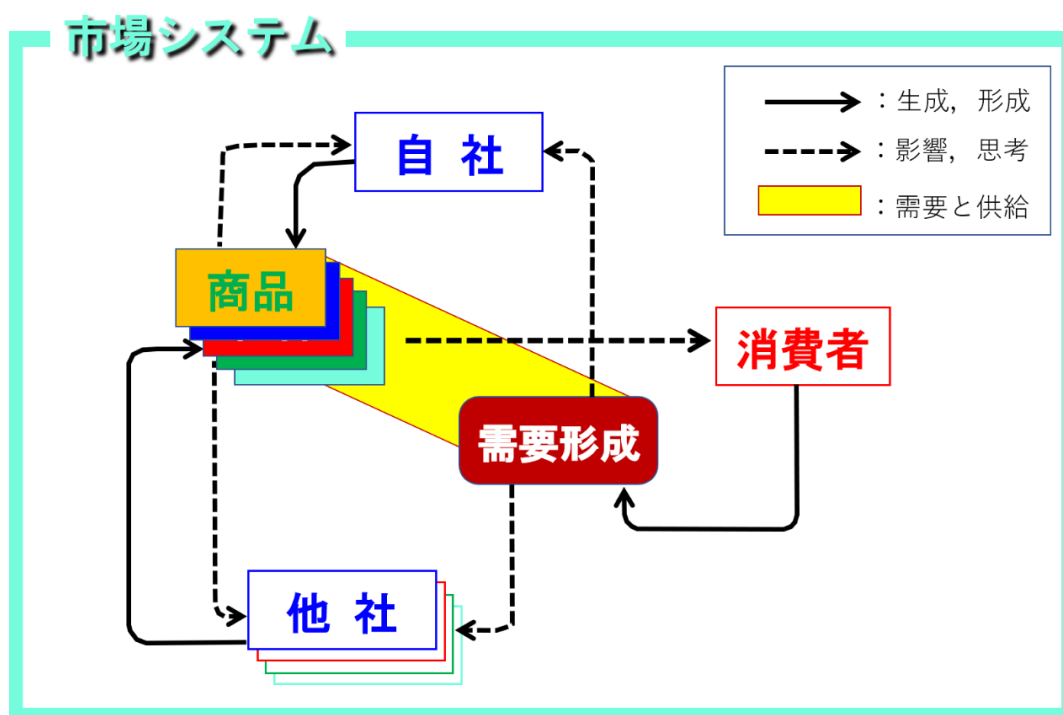 市場システム
：生成，形成
：影響，思考
：需要と供給
自 社
商品
消費者
需要形成
他 社